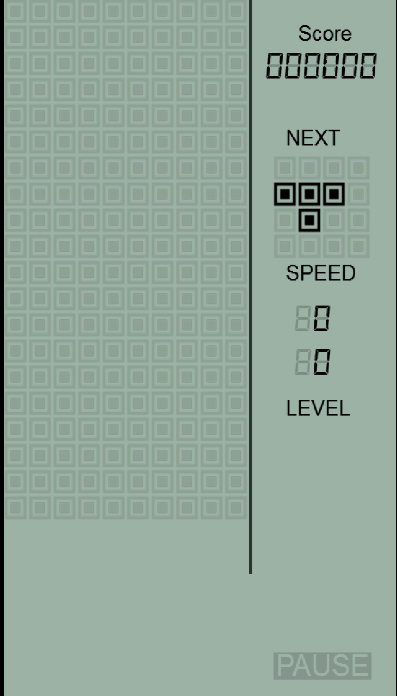 Score
000000
NEXT
SPEED
0
0
LEVEL
PAUSE